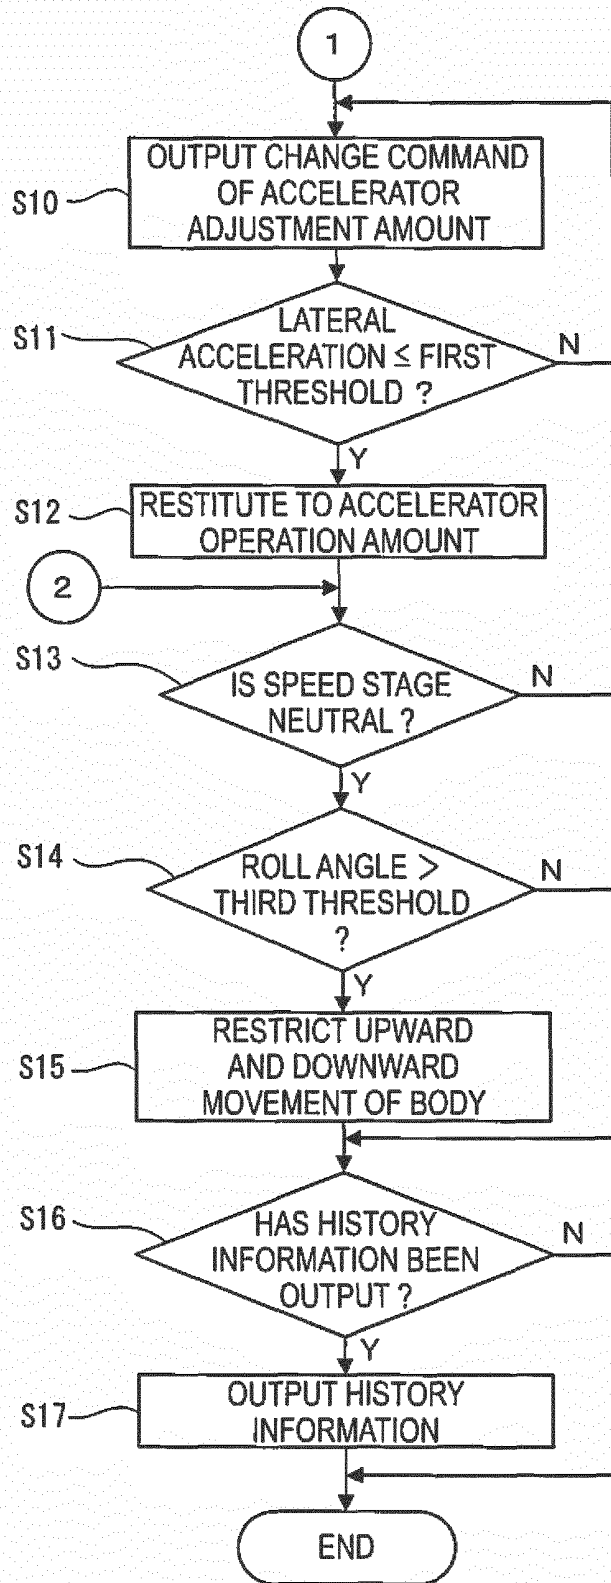 1
S10
OUTPUT CHANGE COMMAND
OF ACCELERATOR
ADJUSTMENT AMOUNT
S11
LATERAL
ACCELERATION ≤ FIRST
THRESHOLD ?
N
Y
S12
RESTITUTE TO ACCELERATOR
OPERATION AMOUNT
2
S13
IS SPEED STAGE
NEUTRAL ?
N
Y
S14
ROLL ANGLE >
THIRD THRESHOLD
?
N
Y
S15
RESTRICT UPWARD
AND DOWNWARD
MOVEMENT OF BODY
S16
HAS HISTORY
INFORMATION BEEN
OUTPUT ?
N
Y
S17
OUTPUT HISTORY
INFORMATION
END